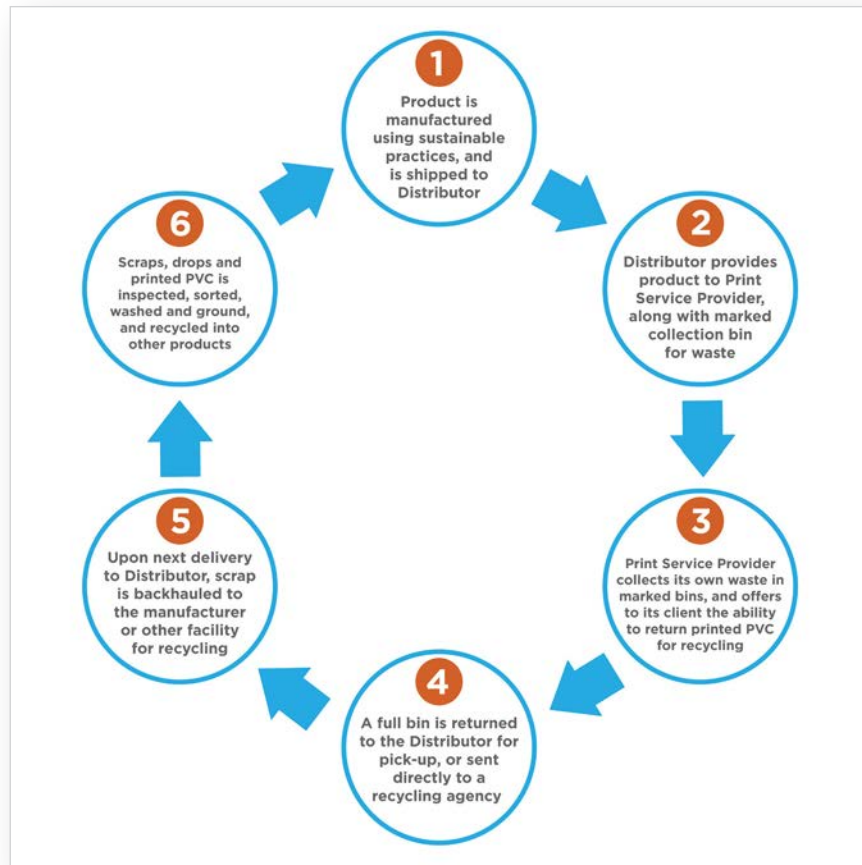 1
Product is
manufactured
using sustainable
practices, and
is shipped to
Distributor
2
Distributor provides
product to Print
Service Provider,
along with marked
collection bin
for waste
3
Print Service Provider
collects its own waste in
marked bins, and offers
to its client the ability
to return printed PVC
for recycling
4
A full bin is returned
to the Distributor for
pick-up, or sent
directly to a
recycling agency
5
Upon next delivery
to Distributor, scrap
is backhauled to
the manufacturer
or other facility
for recycling
6
Scraps, drops and
printed PVC is
inspected, sorted,
washed and ground,
and recycled into
other products